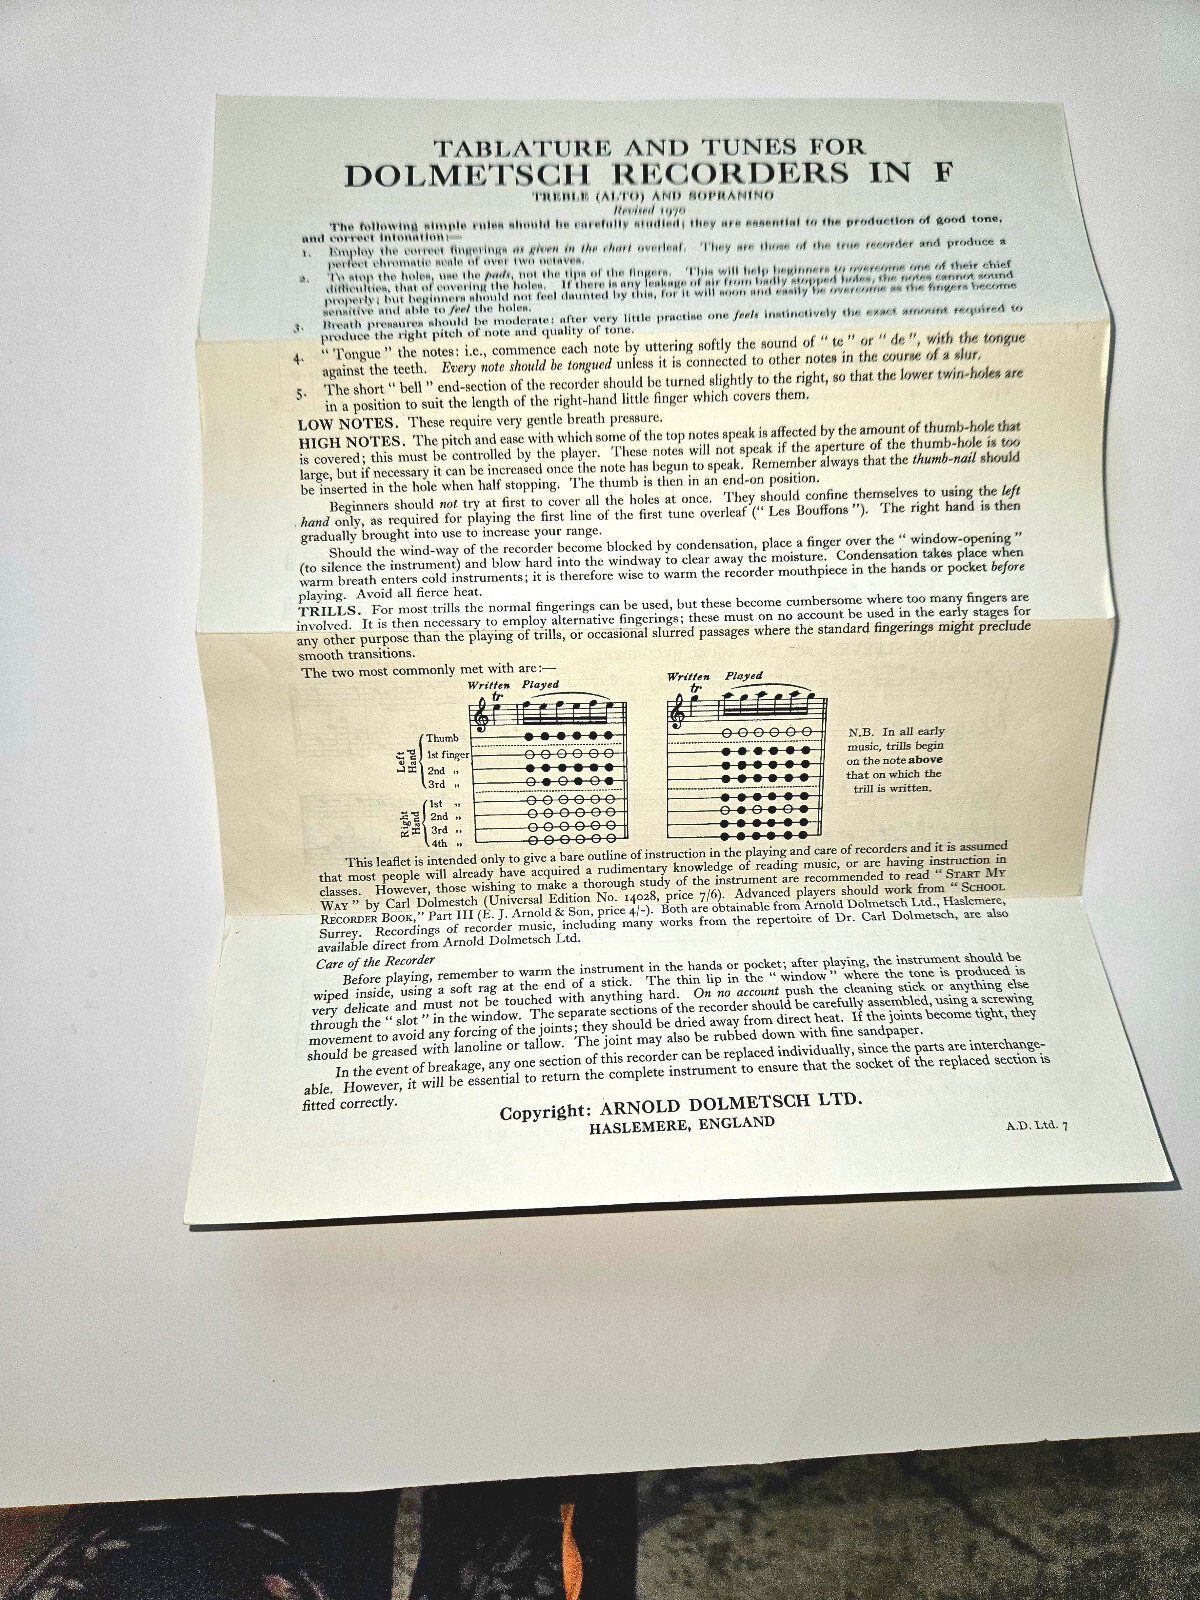 TABLATURE AND TUNES FOR
DOLMETSCH RECORDERS IN F
TREBLE (ALTO) AND SOPRANINO
Revised 1970
The following simple rules should be carefully studied; they are essential to the production of good tone,
and correct intonation:—
1. Employ the correct fingerings as given in the chart overleaf. They are those of the true recorder and produce a
perfect chromatic scale of over two octaves.
2. To stop the holes, use the pads, not the tips of the fingers. This will help beginners to overcome one of their chief
difficulties, that of covering the holes. If there is any leakage of air from badly stopped holes, the notes cannot sound
properly; but beginners should not feel daunted by this, for it will soon and easily be overcome as the fingers become
sensitive and able to feel the holes.
3. Breath pressures should be moderate: after very little practise one feels instinctively the exact amount required to
produce the right pitch of note and quality of tone.
4. " Tongue " the notes: i.e., commence each note by uttering softly the sound of " te " or " de ", with the tongue
against the teeth. Every note should be tongued unless it is connected to other notes in the course of a slur.
5. The short " bell " end-section of the recorder should be turned slightly to the right, so that the lower twin-holes are
in a position to suit the length of the right-hand little finger which covers them.
LOW NOTES. These require very gentle breath pressure.
HIGH NOTES. The pitch and ease with which some of the top notes speak is affected by the amount of thumb-hole that
is covered; this must be controlled by the player. These notes will not speak if the aperture of the thumb-hole is too
large, but if necessary it can be increased once the note has begun to speak. Remember always that the thumb-nail should
be inserted in the hole when half stopping. The thumb is then in an end-on position.
Beginners should not try at first to cover all the holes at once. They should confine themselves to using the left
hand only, as required for playing the first line of the first tune overleaf (" Les Bouffons "). The right hand is then
gradually brought into use to increase your range.
Should the wind-way of the recorder become blocked by condensation, place a finger over the " window-opening "
(to silence the instrument) and blow hard into the windway to clear away the moisture. Condensation takes place when
warm breath enters cold instruments; it is therefore wise to warm the recorder mouthpiece in the hands or pocket before
playing. Avoid all fierce heat.
TRILLS. For most trills the normal fingerings can be used, but these become cumbersome where too many fingers are
involved. It is then necessary to employ alternative fingerings; these must on no account be used in the early stages for
any other purpose than the playing of trills, or occasional slurred passages where the standard fingerings might preclude
smooth transitions.
The two most commonly met with are:—
Written Played
tr
Written Played
tr
Left Hand
Thumb
1st finger
2nd "
3rd "
Right Hand
1st "
2nd "
3rd "
4th "
N.B. In all early
music, trills begin
on the note above
that on which the
trill is written.
This leaflet is intended only to give a bare outline of instruction in the playing and care of recorders and it is assumed
that most people will already have acquired a rudimentary knowledge of reading music, or are having instruction in
classes. However, those wishing to make a thorough study of the instrument are recommended to read " START MY
WAY " by Carl Dolmestch (Universal Edition No. 14028, price 7/6). Advanced players should work from " SCHOOL
RECORDER BOOK," Part III (E. J. Arnold & Son, price 4/-). Both are obtainable from Arnold Dolmetsch Ltd., Haslemere,
Surrey. Recordings of recorder music, including many works from the repertoire of Dr. Carl Dolmetsch, are also
available direct from Arnold Dolmetsch Ltd.
Care of the Recorder
Before playing, remember to warm the instrument in the hands or pocket; after playing, the instrument should be
wiped inside, using a soft rag at the end of a stick. The thin lip in the " window " where the tone is produced is
very delicate and must not be touched with anything hard. On no account push the cleaning stick or anything else
through the " slot " in the window. The separate sections of the recorder should be carefully assembled, using a screwing
movement to avoid any forcing of the joints; they should be dried away from direct heat. If the joints become tight, they
should be greased with lanoline or tallow. The joint may also be rubbed down with fine sandpaper.
In the event of breakage, any one section of this recorder can be replaced individually, since the parts are interchange-
able. However, it will be essential to return the complete instrument to ensure that the socket of the replaced section is
fitted correctly.
Copyright: ARNOLD DOLMETSCH LTD.
HASLEMERE, ENGLAND
A.D. Ltd. 7